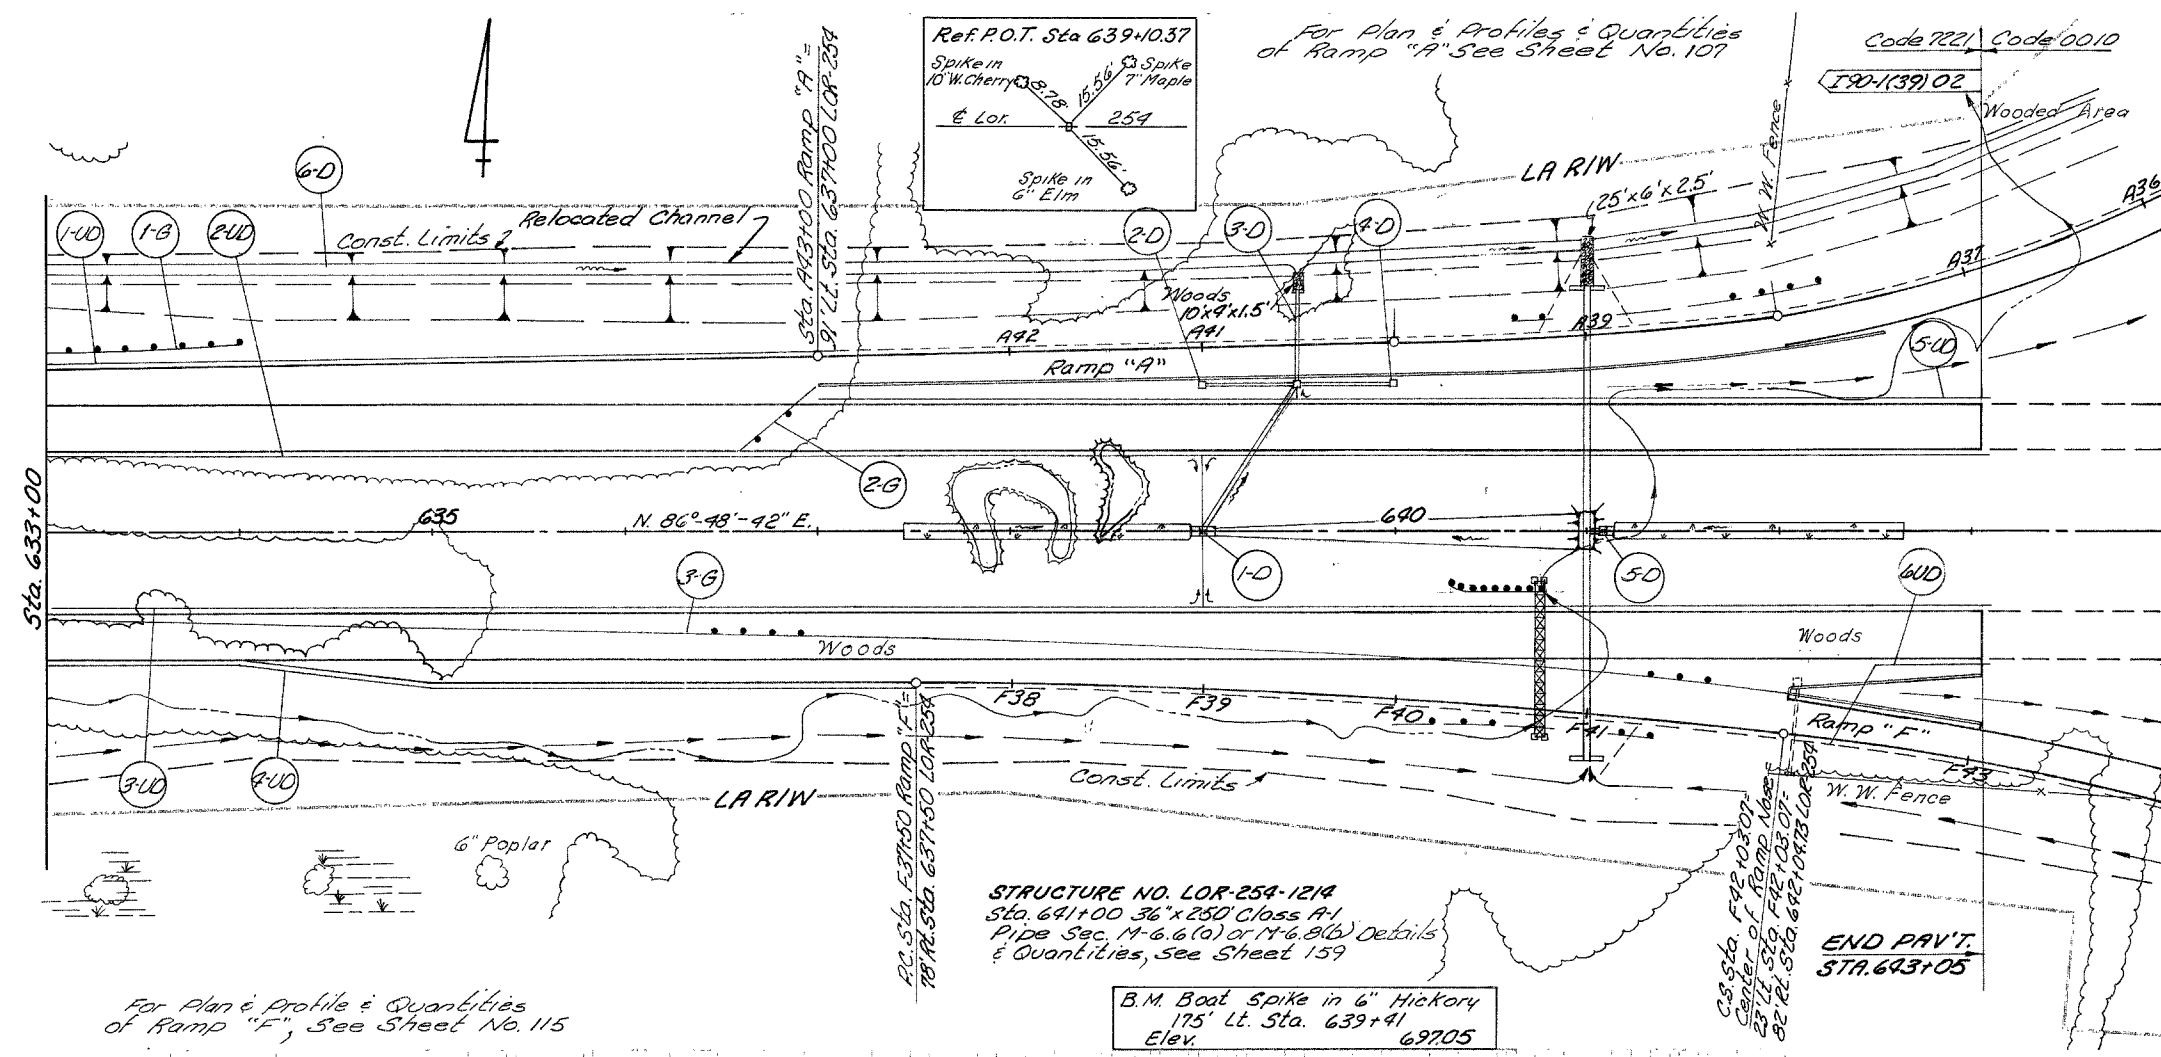 Ref. P.O.T. Sta 639+10.37
Spike in
10" W. Cherry
8.78'
15.56'
Spike
7" Maple
℄ Lor. 254
15.56'
Spike in
6" Elm
For Plan & Profiles & Quantities
of Ramp "A" See Sheet No. 107
Code 7221
Code 0010
I90-1(39)02
Wooded Area
W. W. Fence
LA R/W
25'x6'x2.5'
Sta. A43+00 Ramp "A"=
91' Lt. Sta. 637+00 LOR-254
6-D
1-UD
1-G
2-UD
Const. Limits
Relocated Channel
2-D
3-D
4-D
Woods
10'x4'x1.5'
A42
A41
A39
A37
A36
Ramp "A"
5-UD
2-G
Sta. 633+00
635
N. 86°-48'-42" E.
640
3-G
1-D
5-D
6UD
Woods
Woods
F38
F39
F40
F41
F43
Ramp "F"
3-UD
4-UD
LA R/W
Const. Limits
W. W. Fence
6" Poplar
P.C. Sta. F37+50 Ramp "F"=
78' Rt. Sta. 637+50 LOR-254
C.S. Sta. F42+03.07=
Center of Ramp Nose=
23' Lt. Sta. F42+03.07=
82' Rt. Sta. 642+04.73 LOR-254
STRUCTURE NO. LOR-254-1214
Sta. 641+00 36"x250' Class A-1
Pipe Sec. M-6.6(a) or M-6.8(b) Details
& Quantities, see Sheet 159
END PAV'T.
STA. 643+05
For Plan & Profile & Quantities
of Ramp "F", See Sheet No. 115
B.M. Boat Spike in 6" Hickory
175' Lt. Sta. 639+41
Elev. 697.05